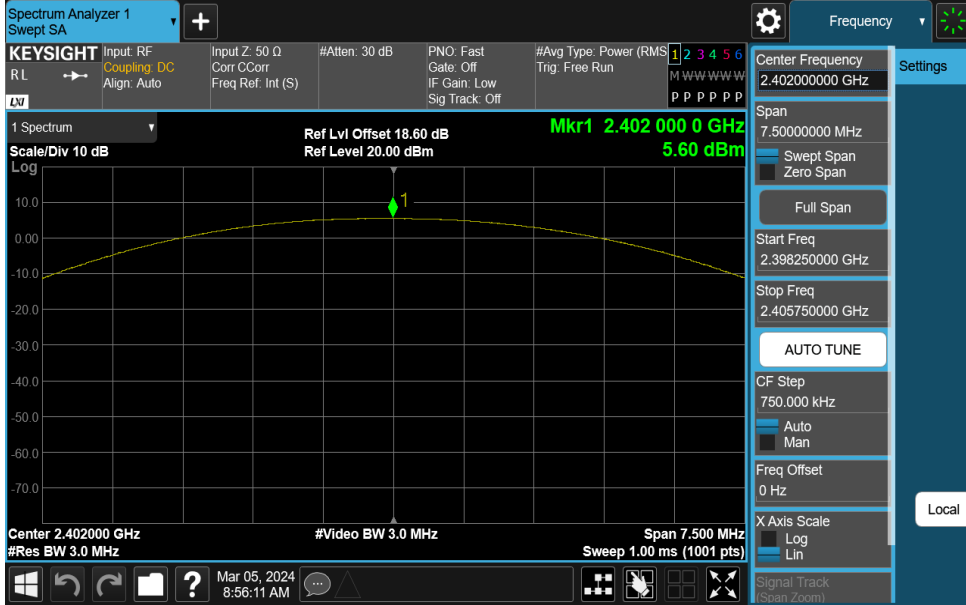 Spectrum Analyzer 1
Swept SA
+
Frequency
KEYSIGHT
R L
LXI
Input: RF
Coupling: DC
Align: Auto
Input Z: 50 Ω
Corr CCorr
Freq Ref: Int (S)
#Atten: 30 dB
PNO: Fast
Gate: Off
IF Gain: Low
Sig Track: Off
#Avg Type: Power (RMS
Trig: Free Run
1 2 3 4 5 6
M W W W W W
P P P P P P
1 Spectrum
Scale/Div 10 dB
Ref Lvl Offset 18.60 dB
Ref Level 20.00 dBm
Mkr1 2.402 000 0 GHz
5.60 dBm
Log
1
10.0
0.00
-10.0
-20.0
-30.0
-40.0
-50.0
-60.0
-70.0
Center 2.402000 GHz
#Res BW 3.0 MHz
#Video BW 3.0 MHz
Span 7.500 MHz
Sweep 1.00 ms (1001 pts)
Center Frequency
2.402000000 GHz
Span
7.50000000 MHz
Swept Span
Zero Span
Full Span
Start Freq
2.398250000 GHz
Stop Freq
2.405750000 GHz
AUTO TUNE
CF Step
750.000 kHz
Auto
Man
Freq Offset
0 Hz
X Axis Scale
Log
Lin
Signal Track
(Span Zoom)
Settings
Local
?
Mar 05, 2024
8:56:11 AM